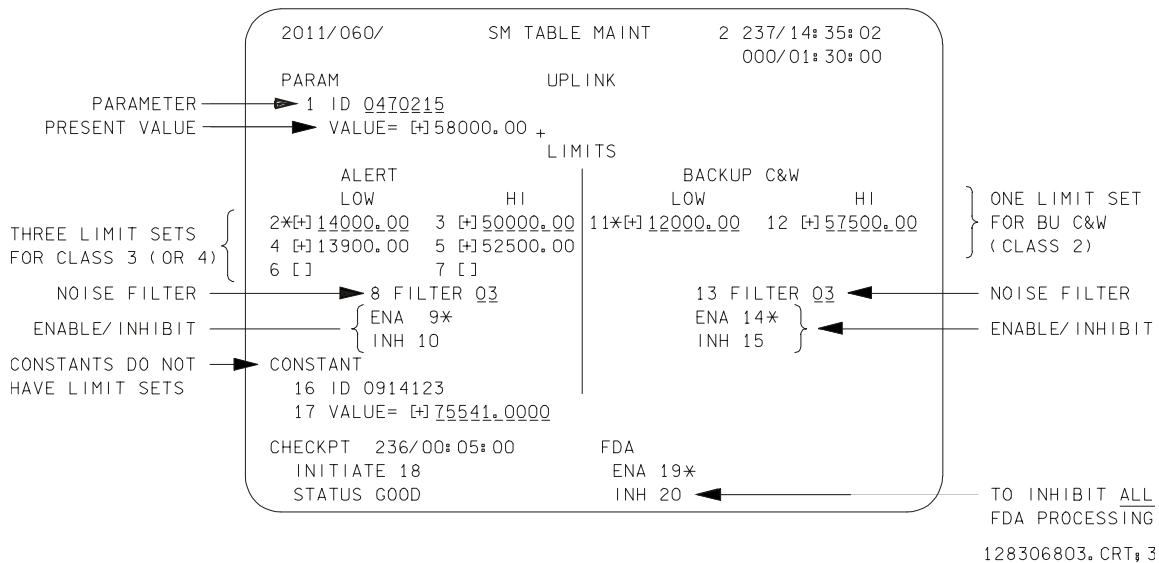 2011/060/ SM TABLE MAINT 2 237/14:35:02
000/01:30:00
PARAM UPLINK
PARAMETER 1 ID 0470215
PRESENT VALUE VALUE= [+]58000.00 +
LIMITS
ALERT BACKUP C&W
LOW HI LOW HI
2*[+]14000.00 3 [+]50000.00 11*[+]12000.00 12 [+]57500.00
4 [+]13900.00 5 [+]52500.00
6 [] 7 []
THREE LIMIT SETS
FOR CLASS 3 (OR 4)
ONE LIMIT SET
FOR BU C&W
(CLASS 2)
NOISE FILTER 8 FILTER 03 13 FILTER 03 NOISE FILTER
ENA 9* ENA 14*
ENABLE/INHIBIT ENABLE/INHIBIT
INH 10 INH 15
CONSTANTS DO NOT
HAVE LIMIT SETS
CONSTANT
16 ID 0914123
17 VALUE= [+]75541.0000
CHECKPT 236/00:05:00 FDA
INITIATE 18 ENA 19*
STATUS GOOD INH 20
TO INHIBIT ALL
FDA PROCESSING
128306803.CRT;3